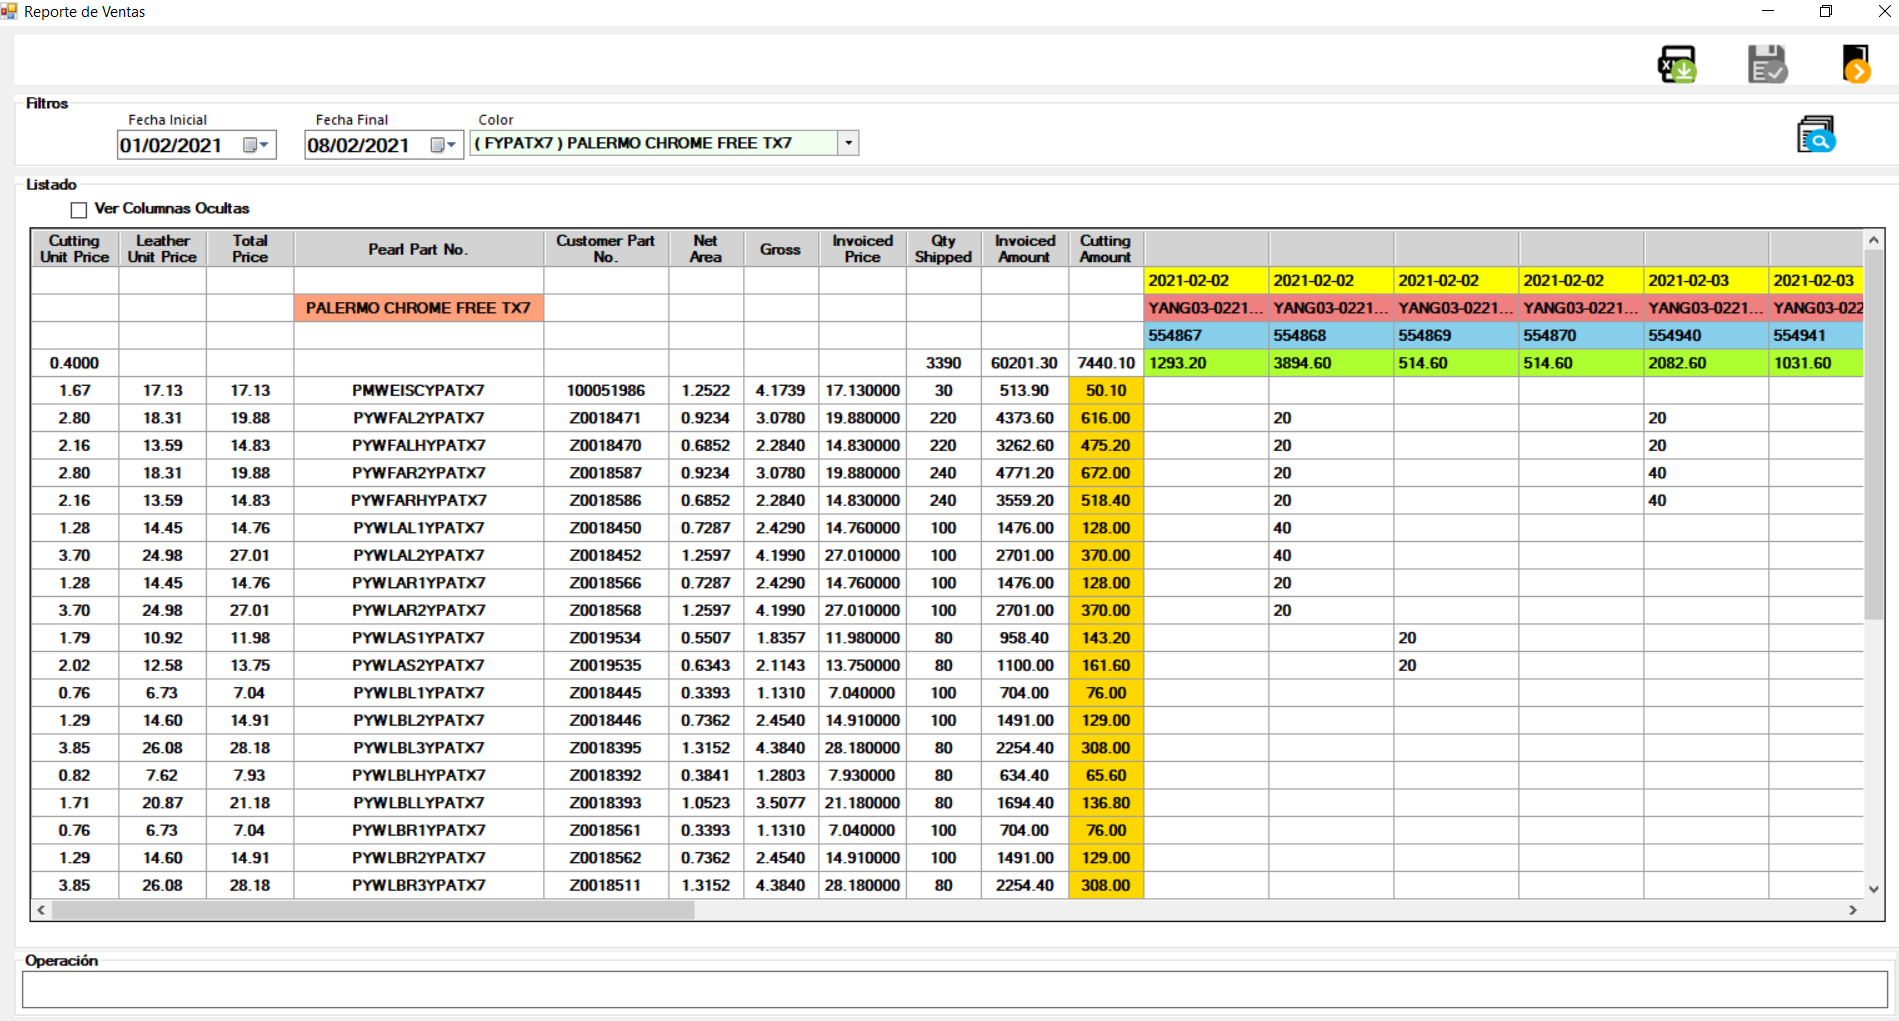 Reporte de Ventas
Filtros
Fecha Inicial Fecha Final Color
01/02/2021 08/02/2021 ( FYPATX7 ) PALERMO CHROME FREE TX7
Listado
Ver Columnas Ocultas
Cutting Unit Price Leather Unit Price Total Price Pearl Part No. Customer Part No. Net Area Gross Invoiced Price Qty Shipped Invoiced Amount Cutting Amount
2021-02-02 2021-02-02 2021-02-02 2021-02-02 2021-02-03 2021-02-03
PALERMO CHROME FREE TX7 YANG03-0221... YANG03-0221... YANG03-0221... YANG03-0221... YANG03-0221... YANG03-022
554867 554868 554869 554870 554940 554941
0.4000 3390 60201.30 7440.10 1293.20 3894.60 514.60 514.60 2082.60 1031.60
1.67 17.13 17.13 PMWEISCYPATX7 100051986 1.2522 4.1739 17.130000 30 513.90 50.10
2.80 18.31 19.88 PYWFAL2YPATX7 Z0018471 0.9234 3.0780 19.880000 220 4373.60 616.00 20 20
2.16 13.59 14.83 PYWFALHYPATX7 Z0018470 0.6852 2.2840 14.830000 220 3262.60 475.20 20 20
2.80 18.31 19.88 PYWFAR2YPATX7 Z0018587 0.9234 3.0780 19.880000 240 4771.20 672.00 20 40
2.16 13.59 14.83 PYWFARHYPATX7 Z0018586 0.6852 2.2840 14.830000 240 3559.20 518.40 20 40
1.28 14.45 14.76 PYWLAL1YPATX7 Z0018450 0.7287 2.4290 14.760000 100 1476.00 128.00 40
3.70 24.98 27.01 PYWLAL2YPATX7 Z0018452 1.2597 4.1990 27.010000 100 2701.00 370.00 40
1.28 14.45 14.76 PYWLAR1YPATX7 Z0018566 0.7287 2.4290 14.760000 100 1476.00 128.00 20
3.70 24.98 27.01 PYWLAR2YPATX7 Z0018568 1.2597 4.1990 27.010000 100 2701.00 370.00 20
1.79 10.92 11.98 PYWLAS1YPATX7 Z0019534 0.5507 1.8357 11.980000 80 958.40 143.20 20
2.02 12.58 13.75 PYWLAS2YPATX7 Z0019535 0.6343 2.1143 13.750000 80 1100.00 161.60 20
0.76 6.73 7.04 PYWLBL1YPATX7 Z0018445 0.3393 1.1310 7.040000 100 704.00 76.00
1.29 14.60 14.91 PYWLBL2YPATX7 Z0018446 0.7362 2.4540 14.910000 100 1491.00 129.00
3.85 26.08 28.18 PYWLBL3YPATX7 Z0018395 1.3152 4.3840 28.180000 80 2254.40 308.00
0.82 7.62 7.93 PYWLBLHYPATX7 Z0018392 0.3841 1.2803 7.930000 80 634.40 65.60
1.71 20.87 21.18 PYWLBLLYPATX7 Z0018393 1.0523 3.5077 21.180000 80 1694.40 136.80
0.76 6.73 7.04 PYWLBR1YPATX7 Z0018561 0.3393 1.1310 7.040000 100 704.00 76.00
1.29 14.60 14.91 PYWLBR2YPATX7 Z0018562 0.7362 2.4540 14.910000 100 1491.00 129.00
3.85 26.08 28.18 PYWLBR3YPATX7 Z0018511 1.3152 4.3840 28.180000 80 2254.40 308.00
Operación